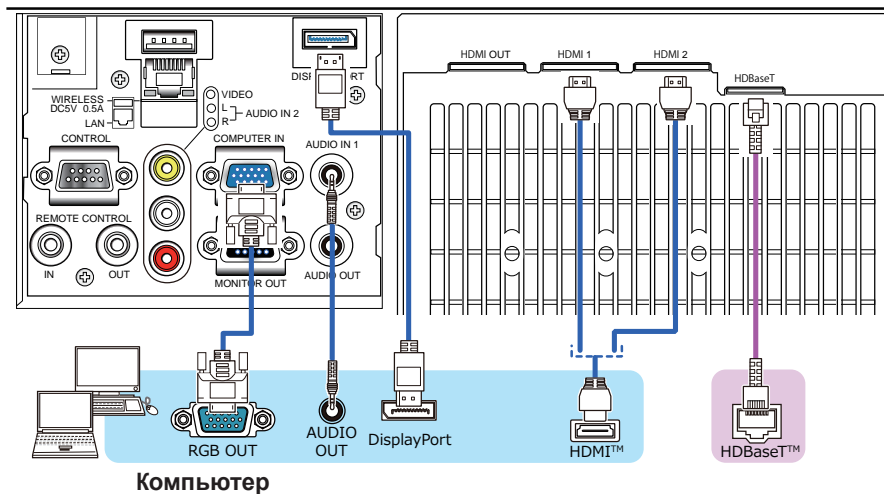 HDMI OUT
HDMI 1
HDMI 2
HDBaseT
WIRELESS
DC5V 0.5A
LAN
VIDEO
L
R
AUDIO IN 2
CONTROL
COMPUTER IN
AUDIO IN 1
REMOTE CONTROL
IN
OUT
MONITOR OUT
AUDIO OUT
RGB OUT
AUDIO
OUT
DisplayPort
HDMI™
HDBaseT™
Компьютер